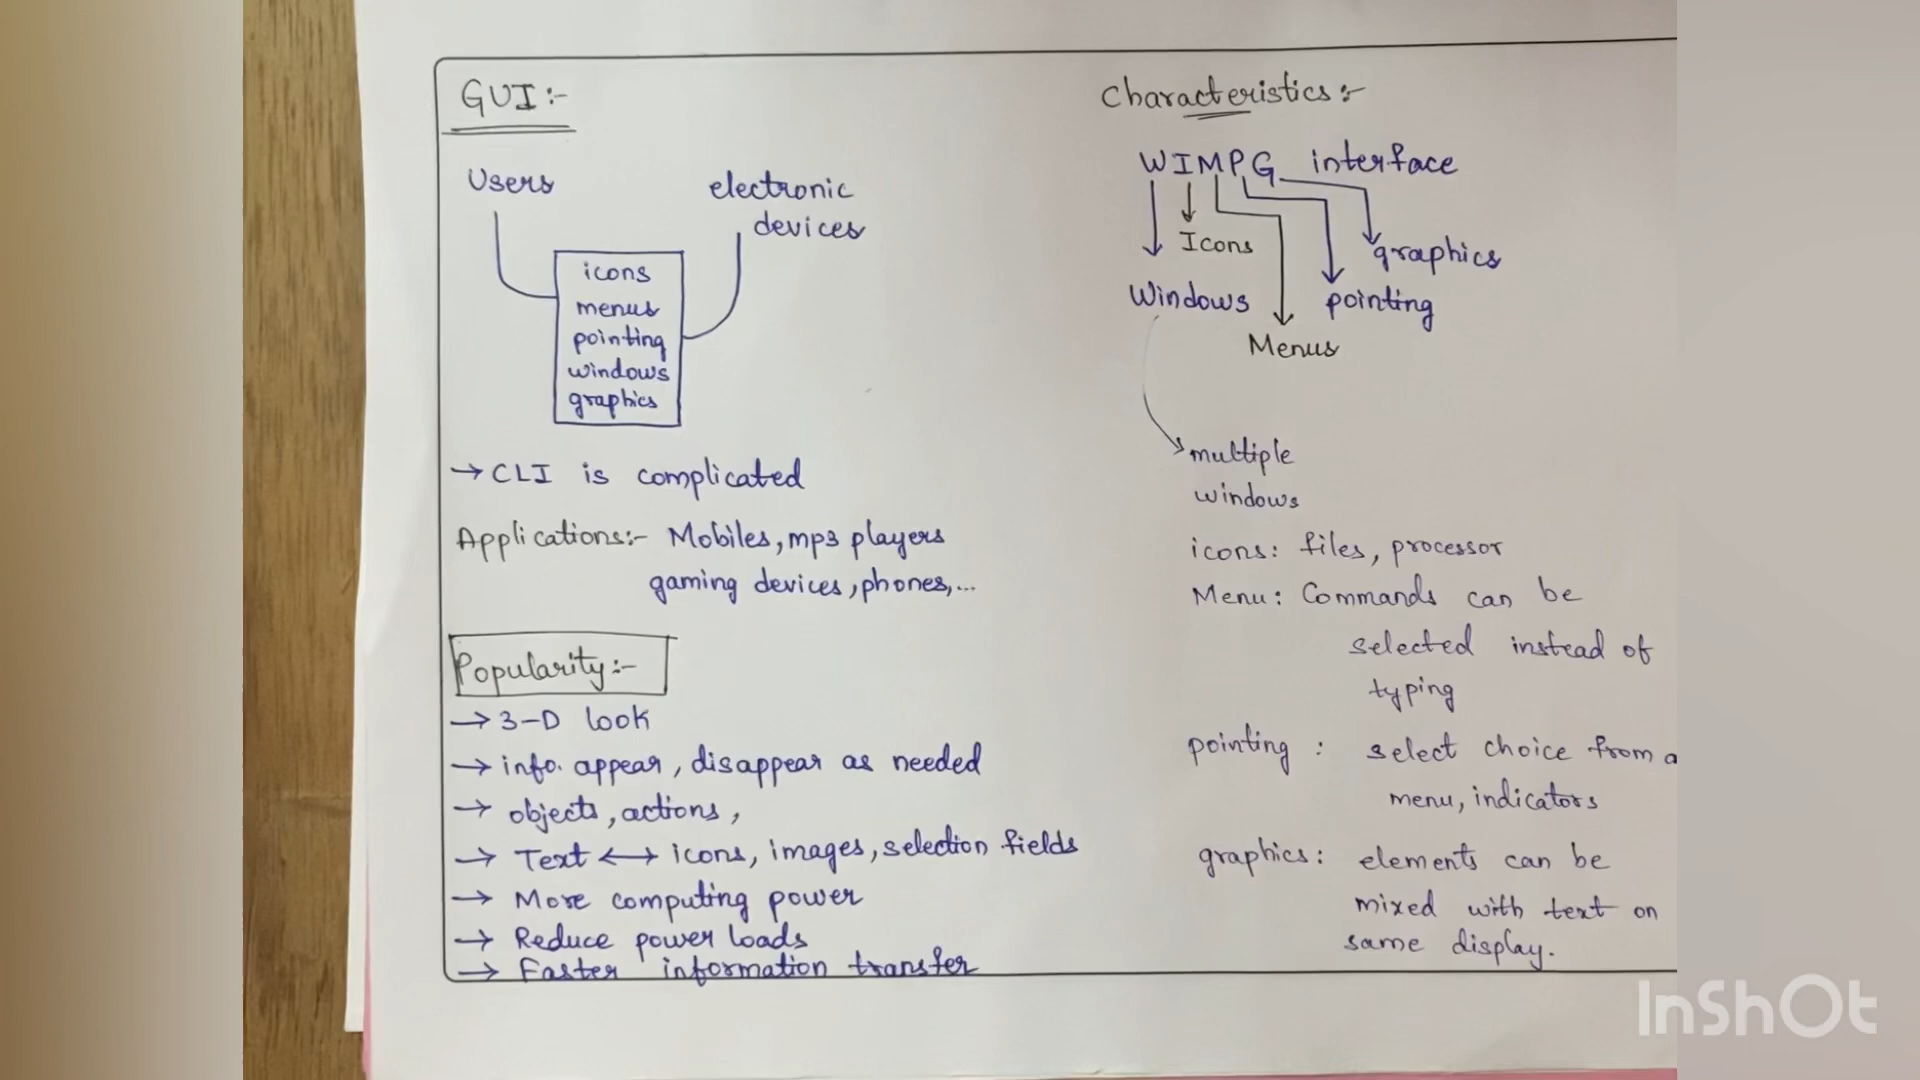 GUI:-
Users
electronic
devices
icons
menus
pointing
windows
graphics
→ CLI is complicated
Applications:- Mobiles, mp3 players
gaming devices, phones,...
Popularity:-
→ 3-D look
→ info. appear, disappear as needed
→ objects, actions,
→ Text ↔ icons, images, selection fields
→ More computing power
→ Reduce power loads
→ Faster information transfer
Characteristics:-
WIMPG interface
Icons
graphics
Windows
pointing
Menus
multiple
windows
icons: files, processor
Menu: Commands can be
selected instead of
typing
pointing : select choice from a
menu, indicators
graphics: elements can be
mixed with text on
same display.
InShOt